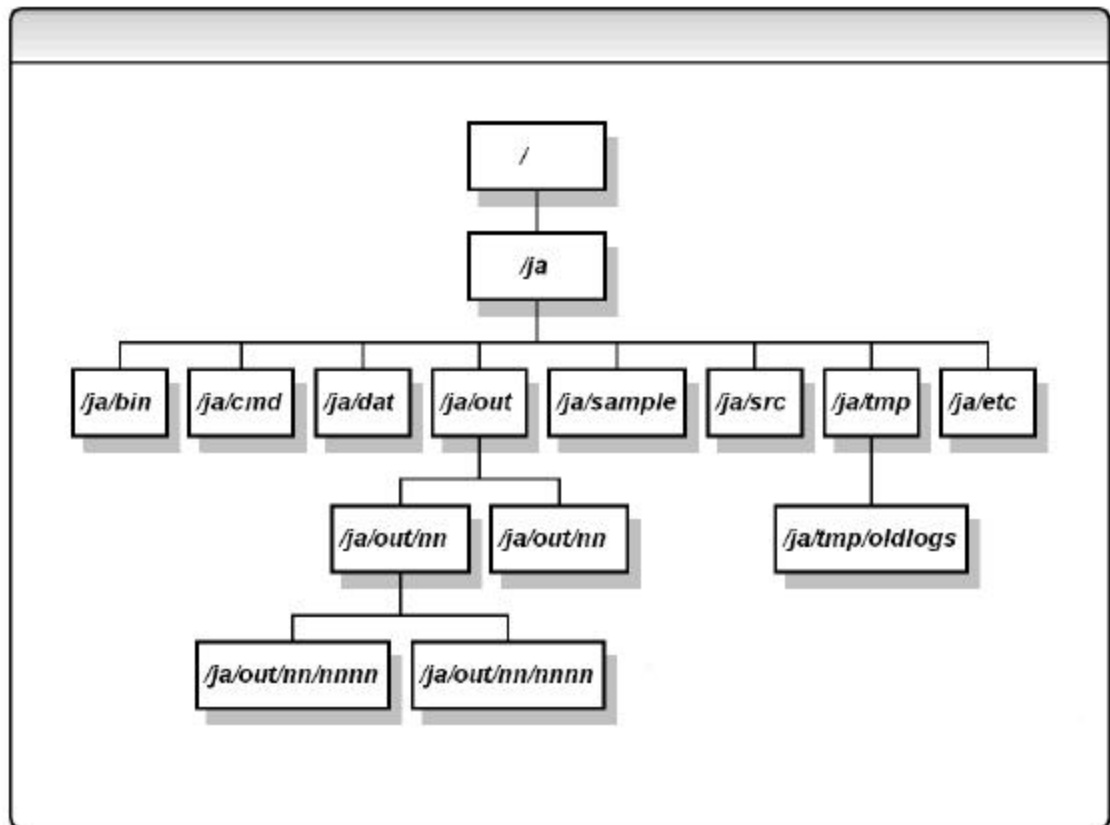 /
/ja
/ja/bin
/ja/cmd
/ja/dat
/ja/out
/ja/sample
/ja/src
/ja/tmp
/ja/etc
/ja/out/nn
/ja/out/nn
/ja/tmp/oldlogs
/ja/out/nn/nnnn
/ja/out/nn/nnnn